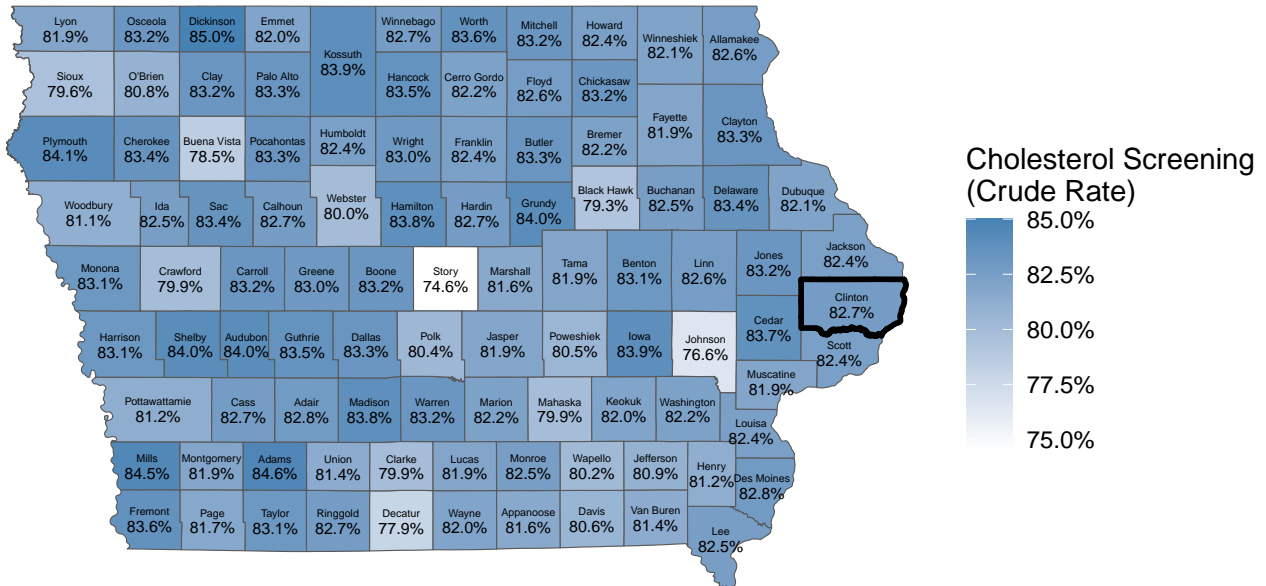 Lyon
81.9%
Osceola
83.2%
Dickinson
85.0%
Emmet
82.0%
Kossuth
83.9%
Winnebago
82.7%
Worth
83.6%
Mitchell
83.2%
Howard
82.4%
Winneshiek
82.1%
Allamakee
82.6%
Sioux
79.6%
O'Brien
80.8%
Clay
83.2%
Palo Alto
83.3%
Hancock
83.5%
Cerro Gordo
82.2%
Floyd
82.6%
Chickasaw
83.2%
Fayette
81.9%
Clayton
83.3%
Plymouth
84.1%
Cherokee
83.4%
Buena Vista
78.5%
Pocahontas
83.3%
Humboldt
82.4%
Wright
83.0%
Franklin
82.4%
Butler
83.3%
Bremer
82.2%
Woodbury
81.1%
Ida
82.5%
Sac
83.4%
Calhoun
82.7%
Webster
80.0%
Hamilton
83.8%
Hardin
82.7%
Grundy
84.0%
Black Hawk
79.3%
Buchanan
82.5%
Delaware
83.4%
Dubuque
82.1%
Monona
83.1%
Crawford
79.9%
Carroll
83.2%
Greene
83.0%
Boone
83.2%
Story
74.6%
Marshall
81.6%
Tama
81.9%
Benton
83.1%
Linn
82.6%
Jones
83.2%
Jackson
82.4%
Clinton
82.7%
Harrison
83.1%
Shelby
84.0%
Audubon
84.0%
Guthrie
83.5%
Dallas
83.3%
Polk
80.4%
Jasper
81.9%
Poweshiek
80.5%
Iowa
83.9%
Johnson
76.6%
Cedar
83.7%
Scott
82.4%
Muscatine
81.9%
Pottawattamie
81.2%
Cass
82.7%
Adair
82.8%
Madison
83.8%
Warren
83.2%
Marion
82.2%
Mahaska
79.9%
Keokuk
82.0%
Washington
82.2%
Louisa
82.4%
Mills
84.5%
Montgomery
81.9%
Adams
84.6%
Union
81.4%
Clarke
79.9%
Lucas
81.9%
Monroe
82.5%
Wapello
80.2%
Jefferson
80.9%
Henry
81.2%
Des Moines
82.8%
Fremont
83.6%
Page
81.7%
Taylor
83.1%
Ringgold
82.7%
Decatur
77.9%
Wayne
82.0%
Appanoose
81.6%
Davis
80.6%
Van Buren
81.4%
Lee
82.5%
Cholesterol Screening
(Crude Rate)
85.0%
82.5%
80.0%
77.5%
75.0%